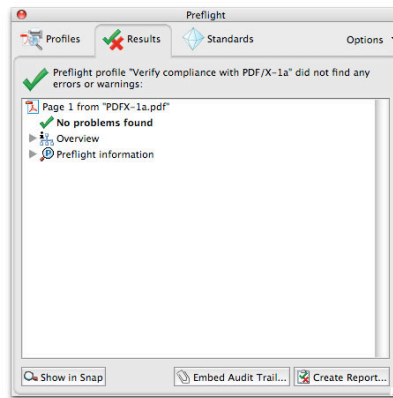 Preflight
Profiles Results Standards Options
Preflight profile "Verify compliance with PDF/X-1a" did not find any
errors or warnings:
Page 1 from "PDFX-1a.pdf"
No problems found
Overview
Preflight information
Show in Snap Embed Audit Trail... Create Report...